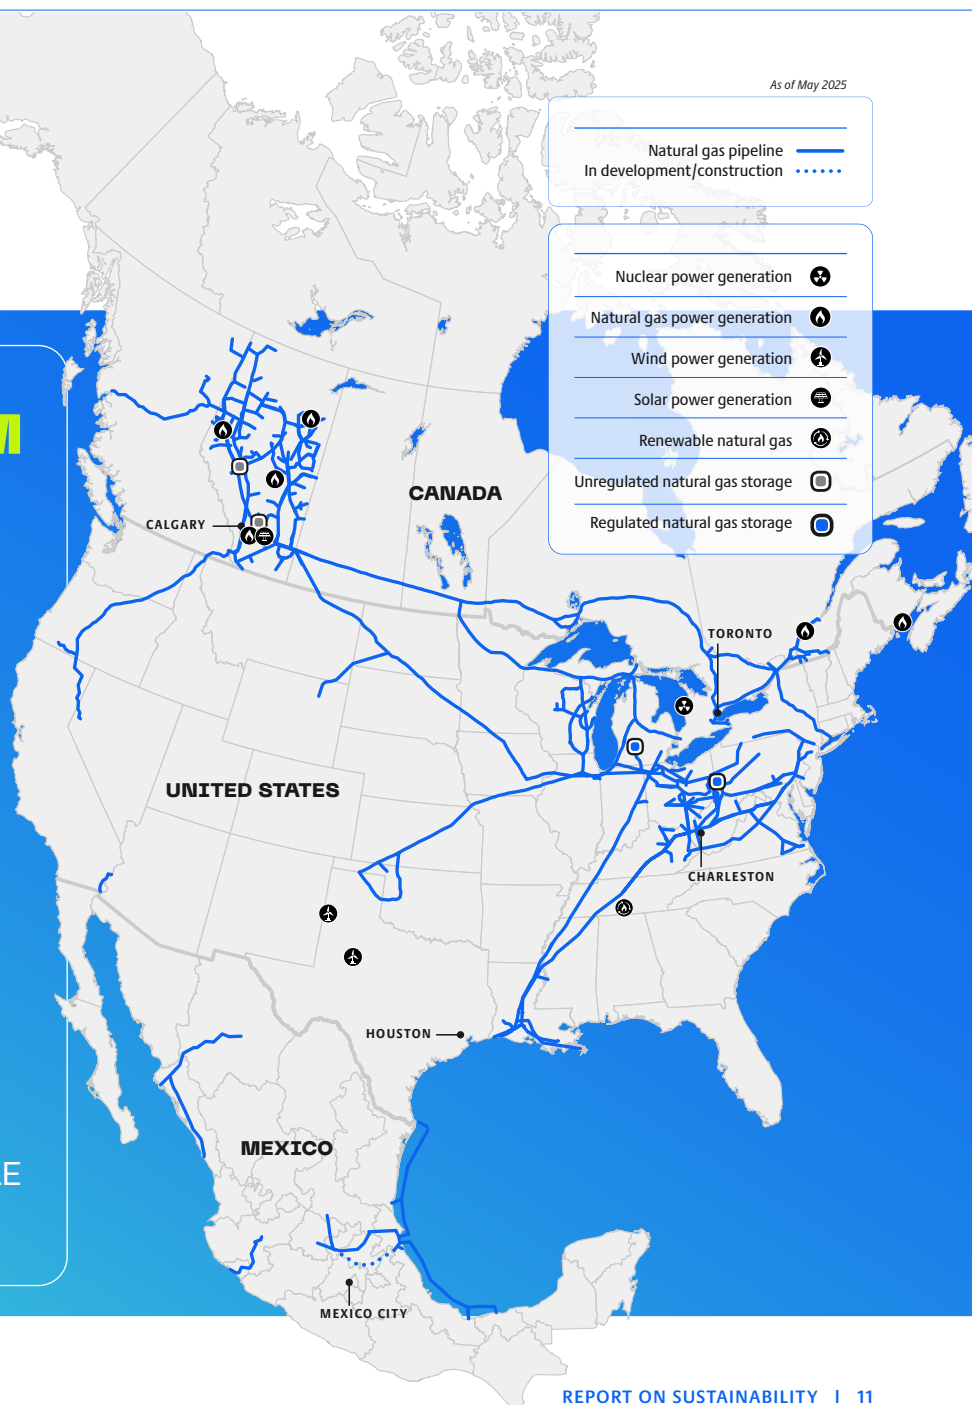 As of May 2025
Natural gas pipeline
In development/construction
Nuclear power generation
Natural gas power generation
Wind power generation
Solar power generation
Renewable natural gas
Unregulated natural gas storage
Regulated natural gas storage
M
CANADA
CALGARY
TORONTO
UNITED STATES
CHARLESTON
HOUSTON
MEXICO
LE
MEXICO CITY
REPORT ON SUSTAINABILITY | 11